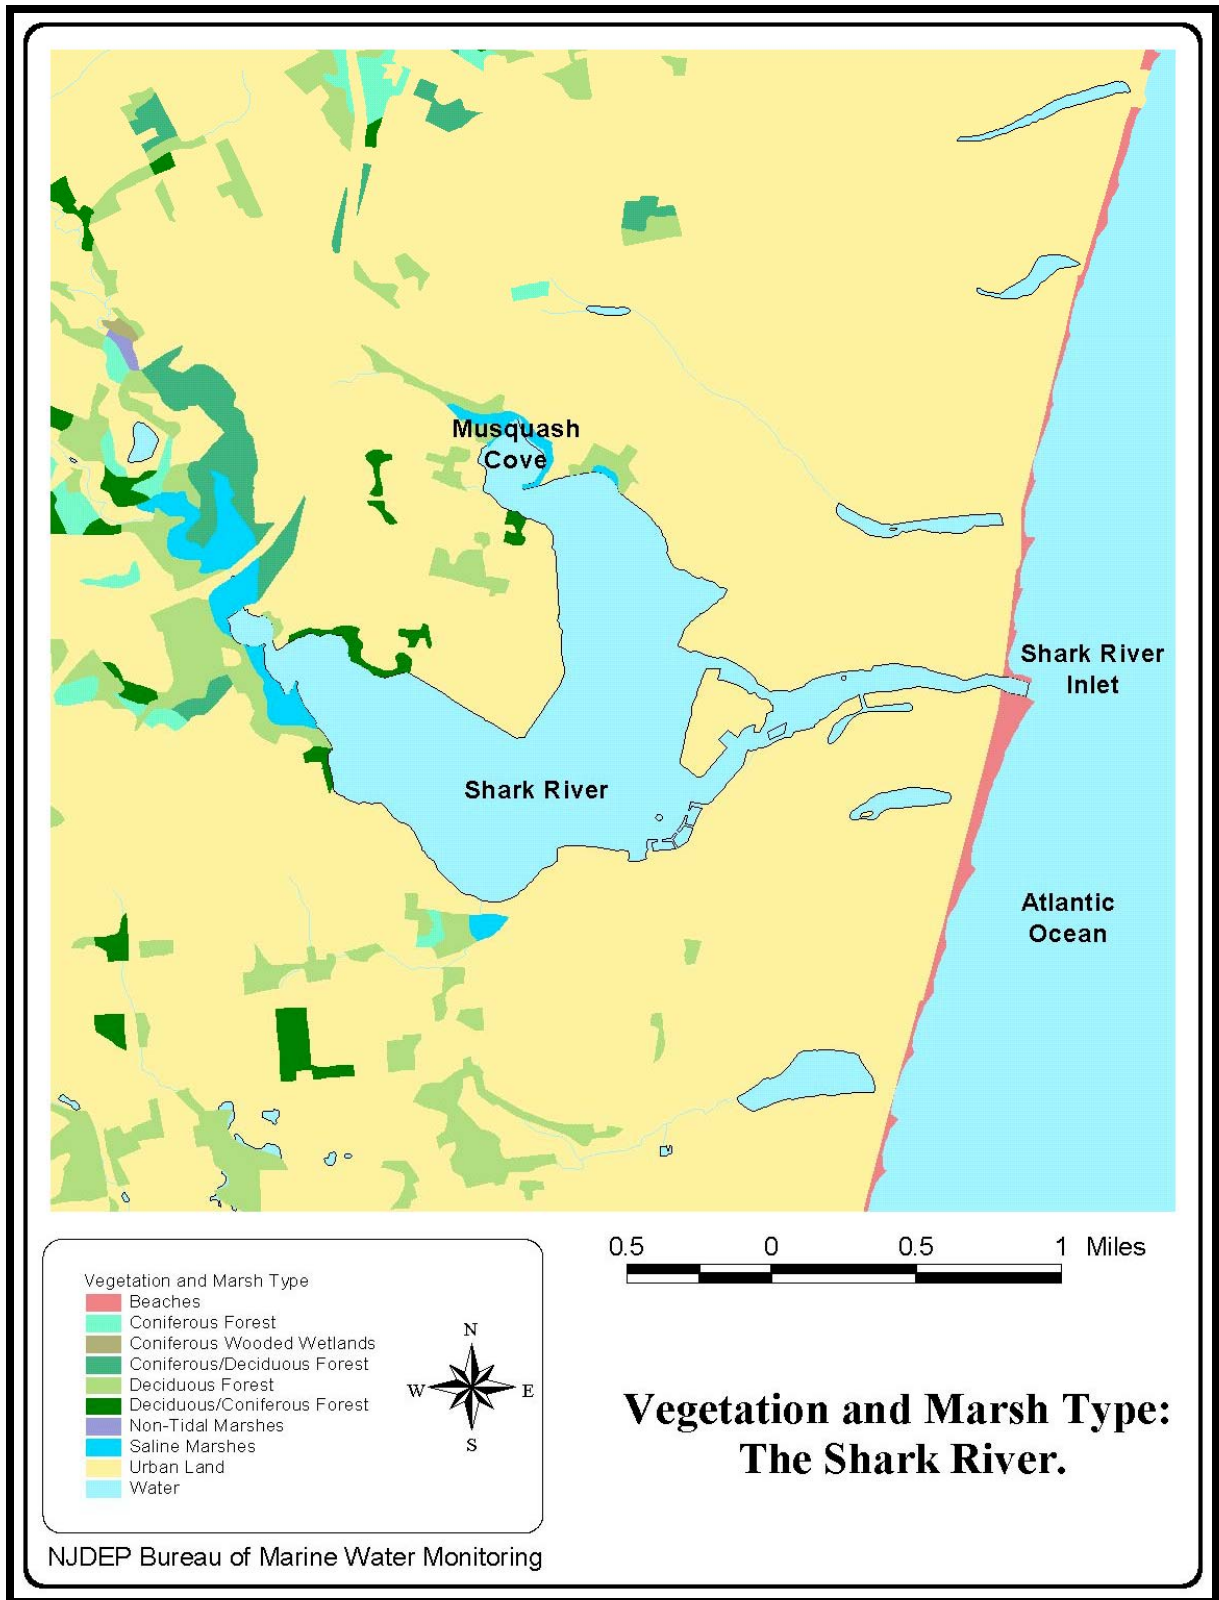 Musquash
Cove
Shark River
Inlet
Shark River
Atlantic
Ocean
0.5 0 0.5 1 Miles
Vegetation and Marsh Type
Beaches
Coniferous Forest
Coniferous Wooded Wetlands
Coniferous/Deciduous Forest
Deciduous Forest
Deciduous/Coniferous Forest
Non-Tidal Marshes
Saline Marshes
Urban Land
Water
N
W E
S
Vegetation and Marsh Type:
The Shark River.
NJDEP Bureau of Marine Water Monitoring